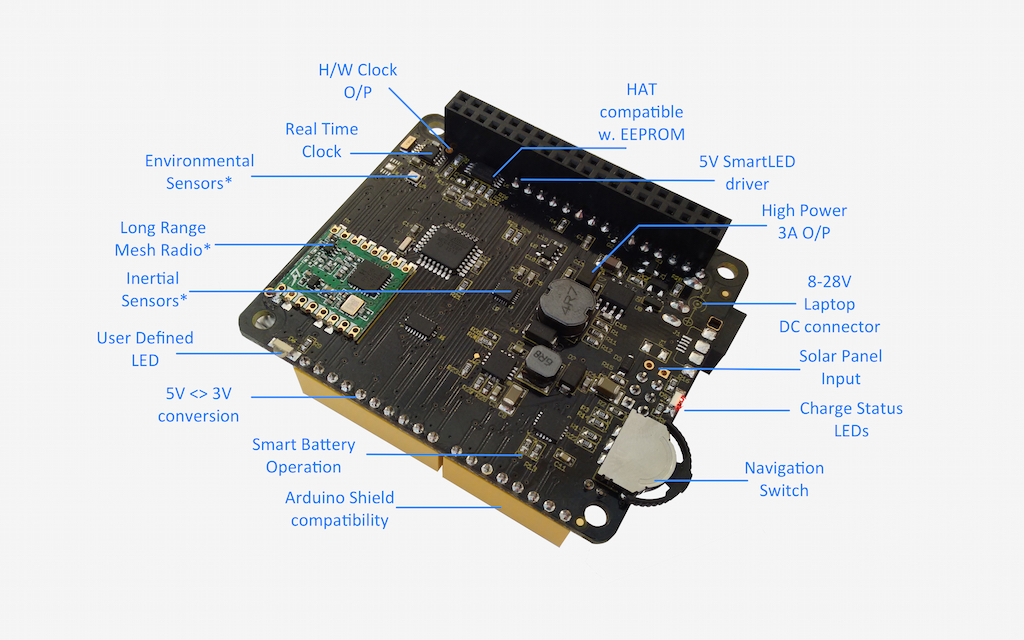 H/W Clock
O/P
HAT
compatible
w. EEPROM
Real Time
Clock
Environmental
Sensors*
5V SmartLED
driver
High Power
3A O/P
Long Range
Mesh Radio*
Inertial
Sensors*
8-28V
Laptop
DC connector
User Defined
LED
Solar Panel
Input
5V <> 3V
conversion
Charge Status
LEDs
Smart Battery
Operation
Navigation
Switch
Arduino Shield
compatibility
4R7
6R8